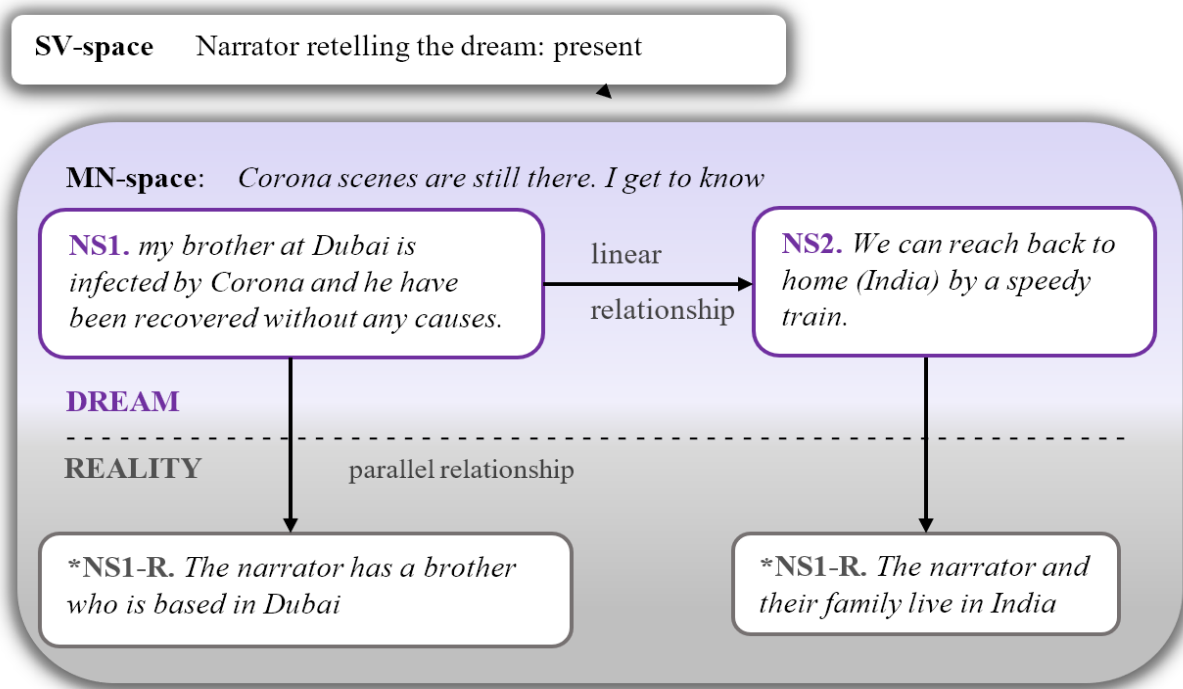 SV-space Narrator retelling the dream: present
MN-space: Corona scenes are still there. I get to know
NS1. my brother at Dubai is
infected by Corona and he have
been recovered without any causes.
linear
relationship
NS2. We can reach back to
home (India) by a speedy
train.
DREAM
REALITY
parallel relationship
*NS1-R. The narrator has a brother
who is based in Dubai
*NS1-R. The narrator and
their family live in India